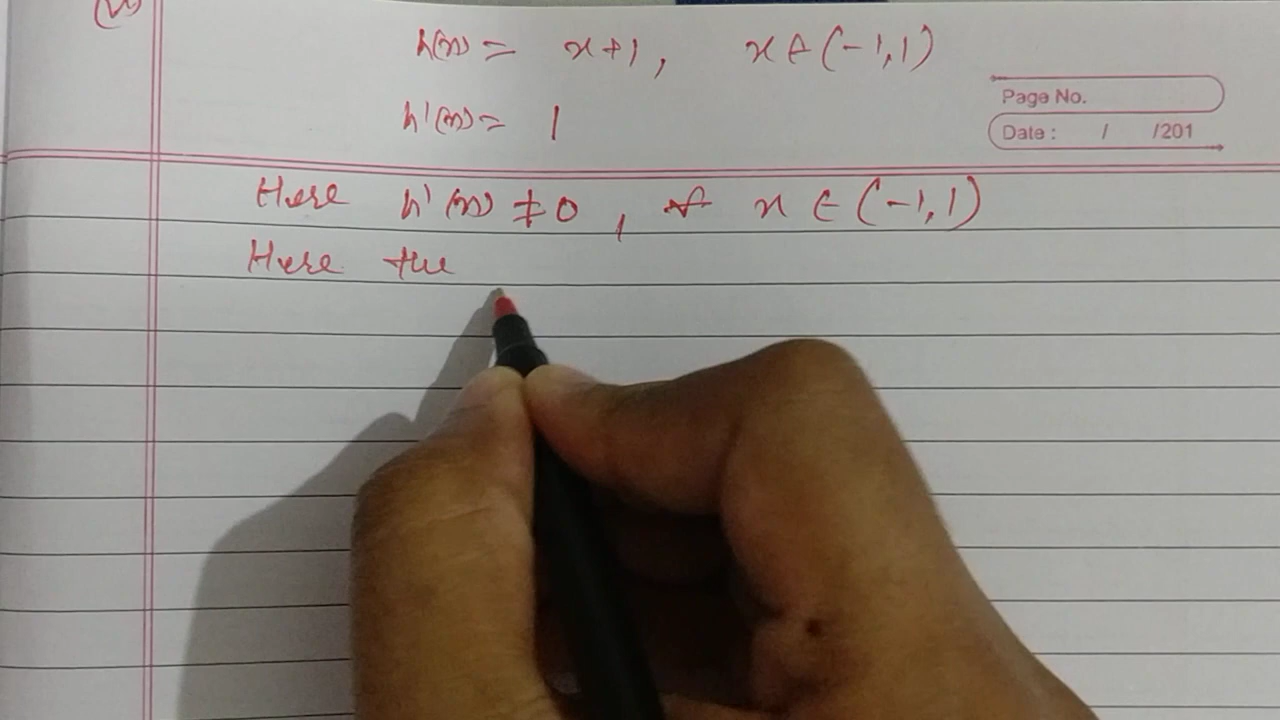 h(x) = x+1, x ∈ (-1,1)
h'(x) = 1
Page No.
Date : / /201
Here h'(x) ≠ 0, x ∈ (-1,1)
Here the